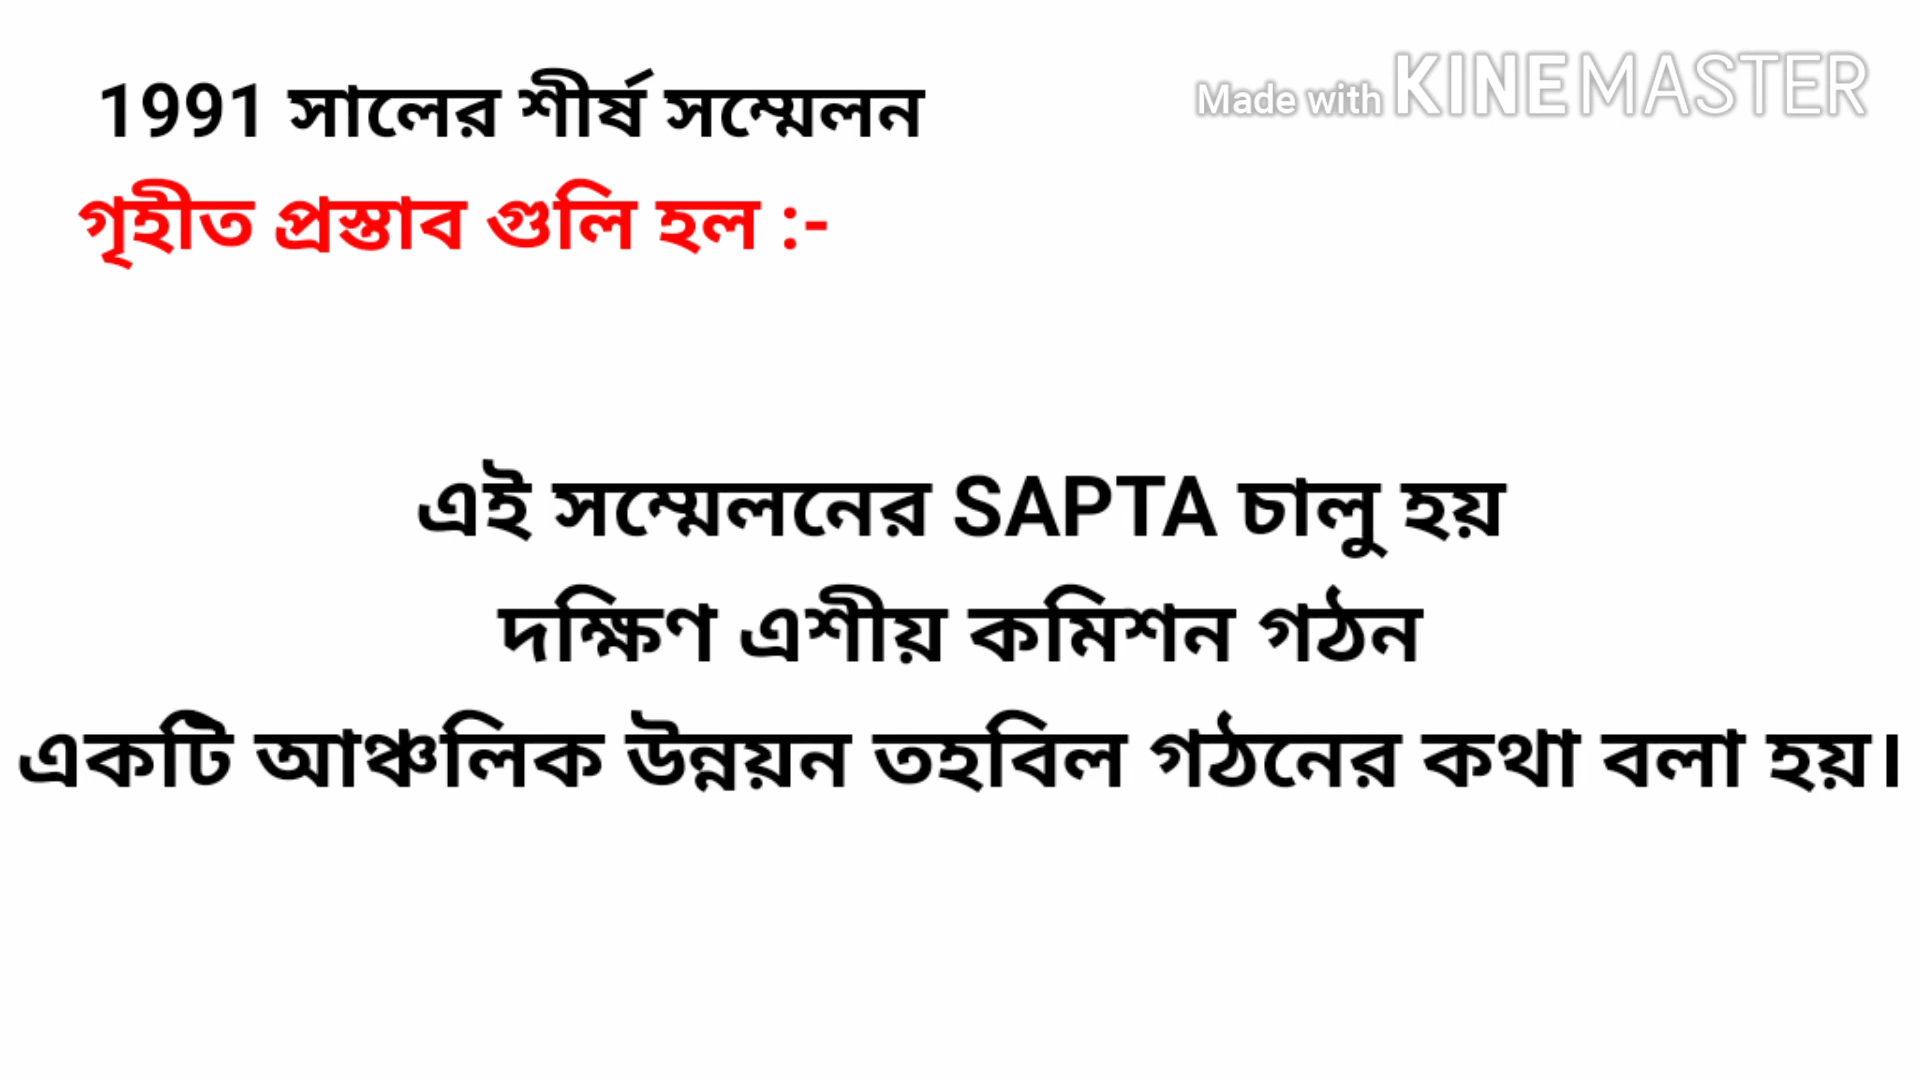 1991 সালের শীর্ষ সম্মেলন
Made with KINEMASTER
গৃহীত প্রস্তাব গুলি হল :-
এই সম্মেলনের SAPTA চালু হয়
দক্ষিণ এশীয় কমিশন গঠন
একটি আঞ্চলিক উন্নয়ন তহবিল গঠনের কথা বলা হয়।